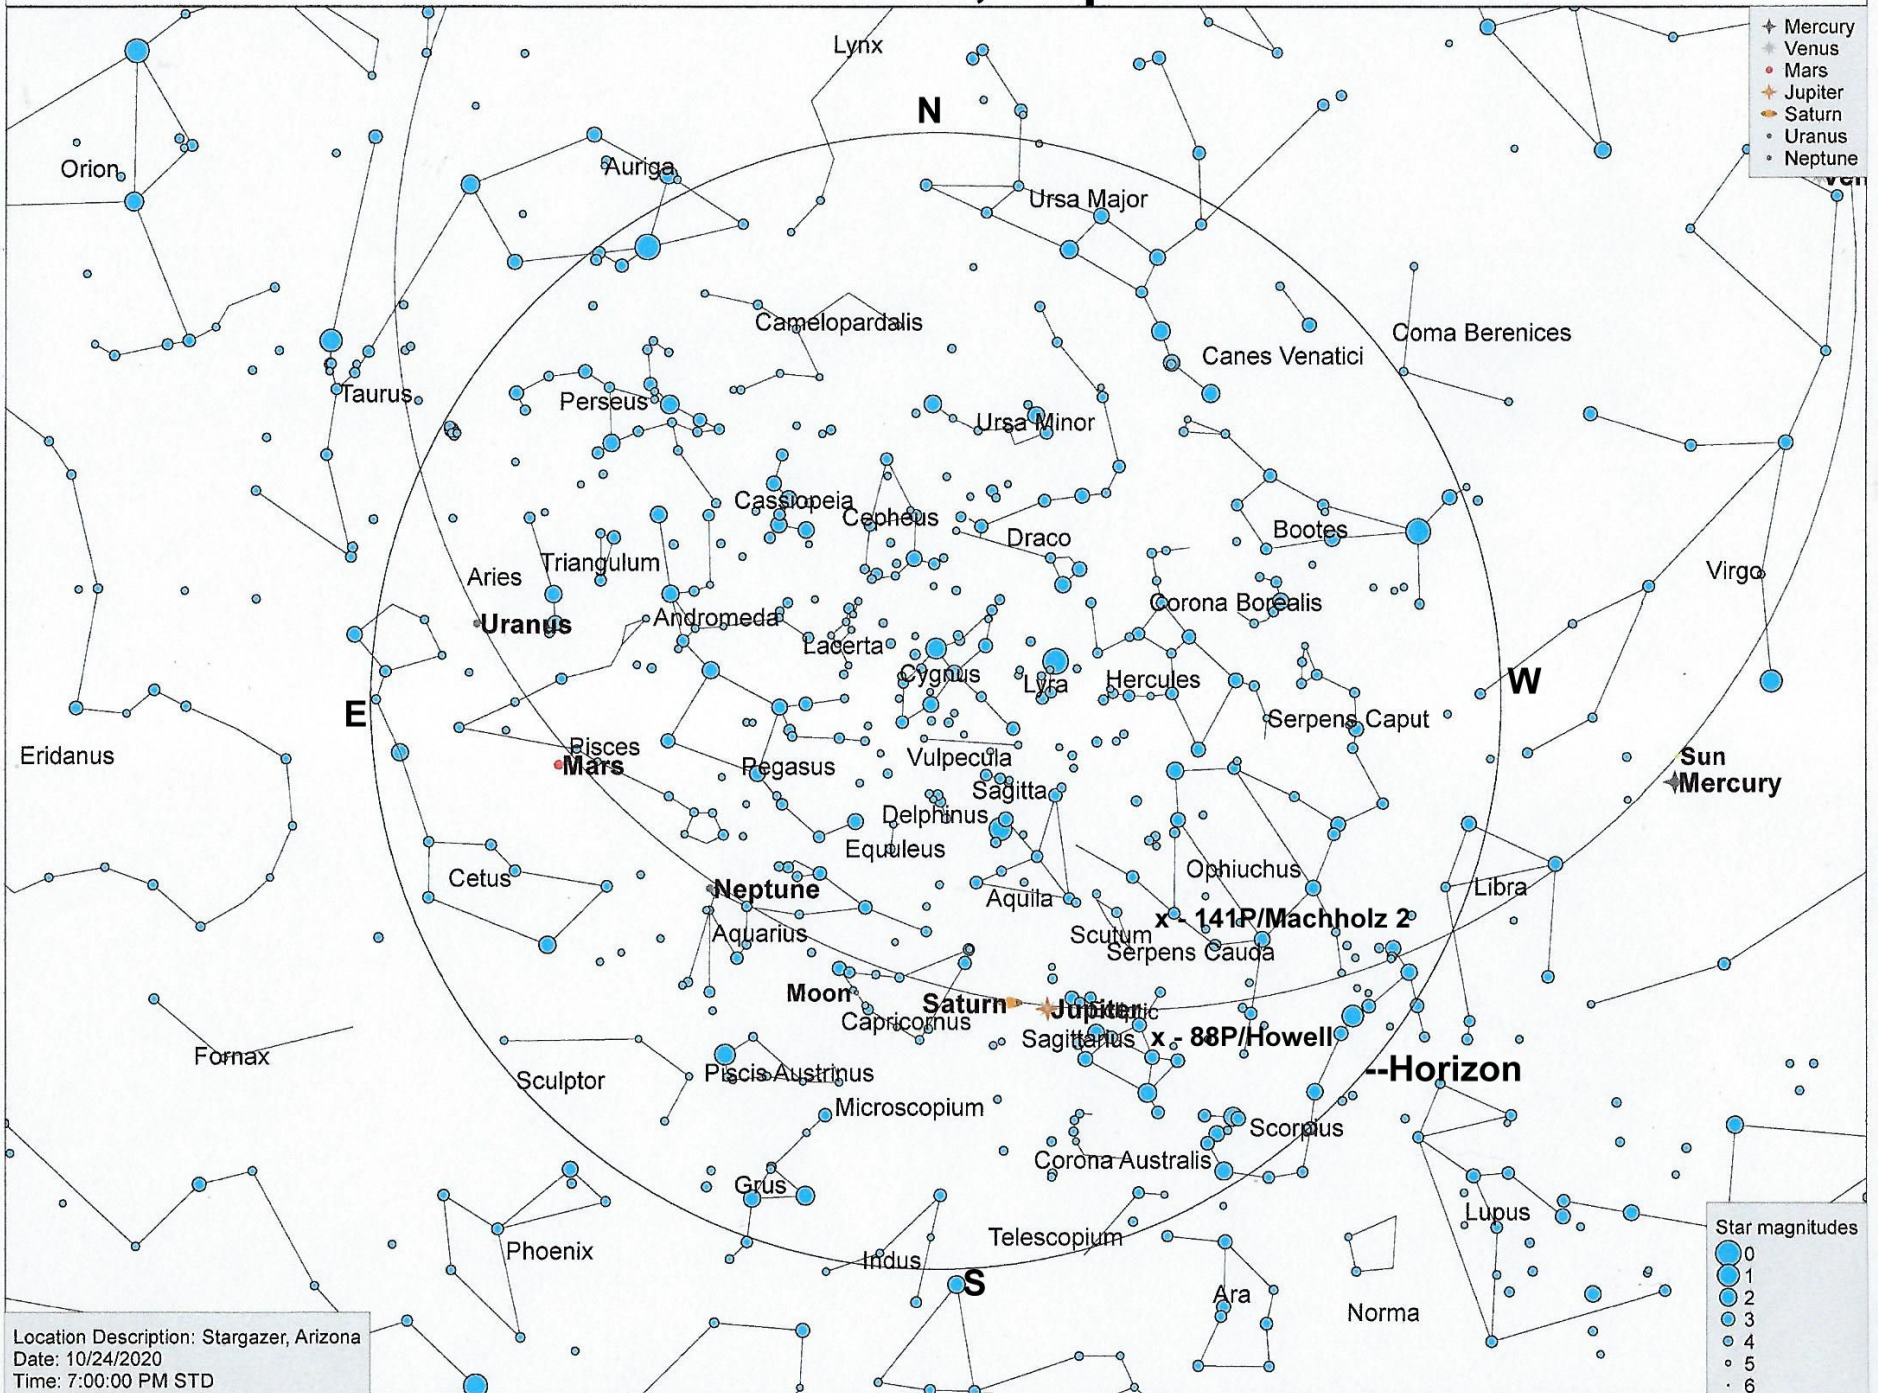 Lynx
Mercury
Venus
Mars
Jupiter
Saturn
Uranus
Neptune
N
Orion
Auriga
Ursa Major
Camelopardalis
Coma Berenices
Canes Venatici
Taurus
Perseus
Ursa Minor
Cassiopeia
Cepheus
Bootes
Draco
Triangulum
Aries
Virgo
Corona Borealis
Andromeda
Uranus
Lacerta
Cygnus
Lyra
Hercules
W
E
Serpens Caput
Eridanus
Pisces
Mars
Pegasus
Vulpecula
Sun
Mercury
Sagitta
Delphinus
Equuleus
Cetus
Ophiuchus
Libra
Neptune
Aquila
x - 141P/Machholz 2
Aquarius
Scutum
Serpens Cauda
Moon
Saturn
Jupiter
Capricornus
Sagittarius
x - 88P/Howell
Fornax
--Horizon
Sculptor
Piscis Austrinus
Microscopium
Scorpius
Corona Australis
Grus
Lupus
Star magnitudes
0
1
2
3
4
5
6
Phoenix
Indus
Telescopium
S
Ara
Norma
Location Description: Stargazer, Arizona
Date: 10/24/2020
Time: 7:00:00 PM STD